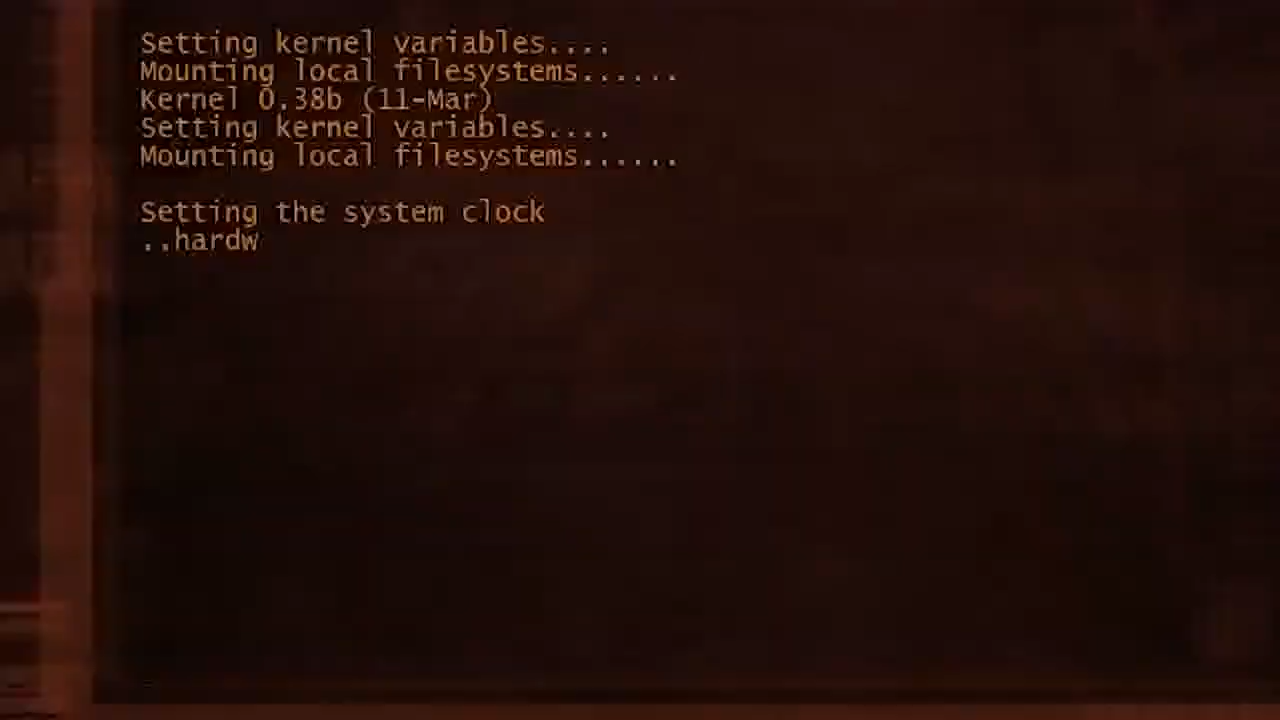 Setting kernel variables....
Mounting local filesystems......
Kernel 0.38b (11-Mar)
Setting kernel variables....
Mounting local filesystems......
Setting the system clock
..hardw